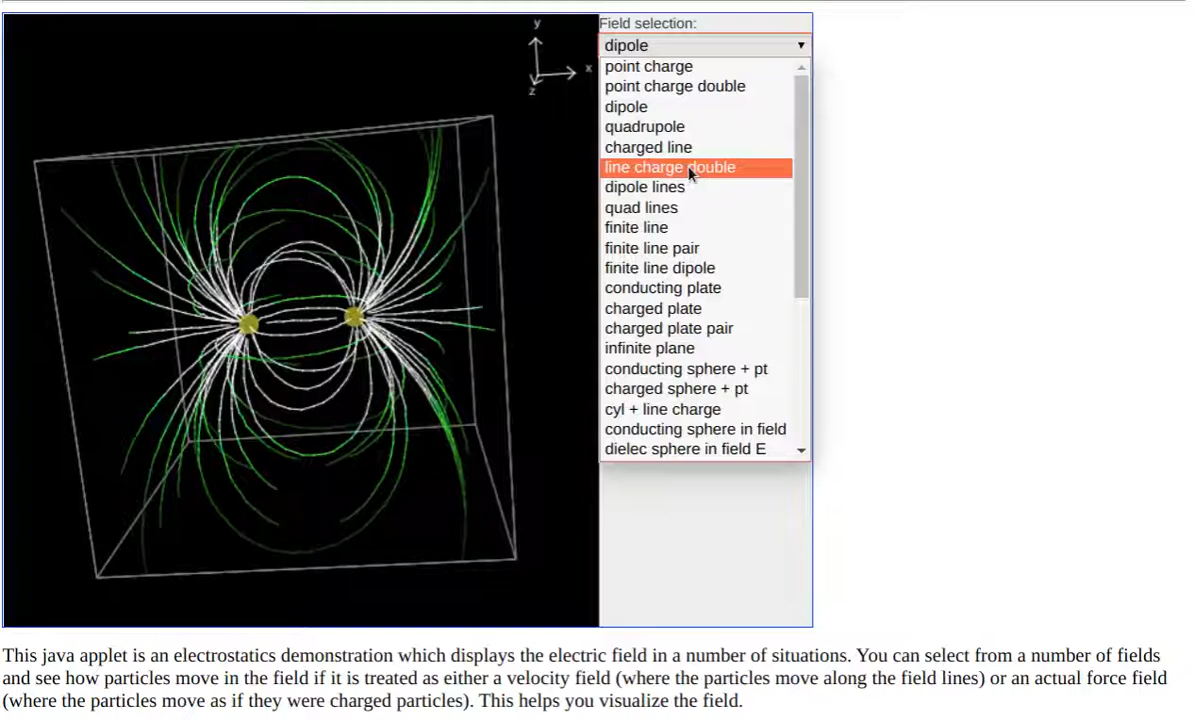 y
x
z
Field selection:
dipole
point charge
point charge double
dipole
quadrupole
charged line
line charge double
dipole lines
quad lines
finite line
finite line pair
finite line dipole
conducting plate
charged plate
charged plate pair
infinite plane
conducting sphere + pt
charged sphere + pt
cyl + line charge
conducting sphere in field
dielec sphere in field E
This java applet is an electrostatics demonstration which displays the electric field in a number of situations. You can select from a number of fields
and see how particles move in the field if it is treated as either a velocity field (where the particles move along the field lines) or an actual force field
(where the particles move as if they were charged particles). This helps you visualize the field.